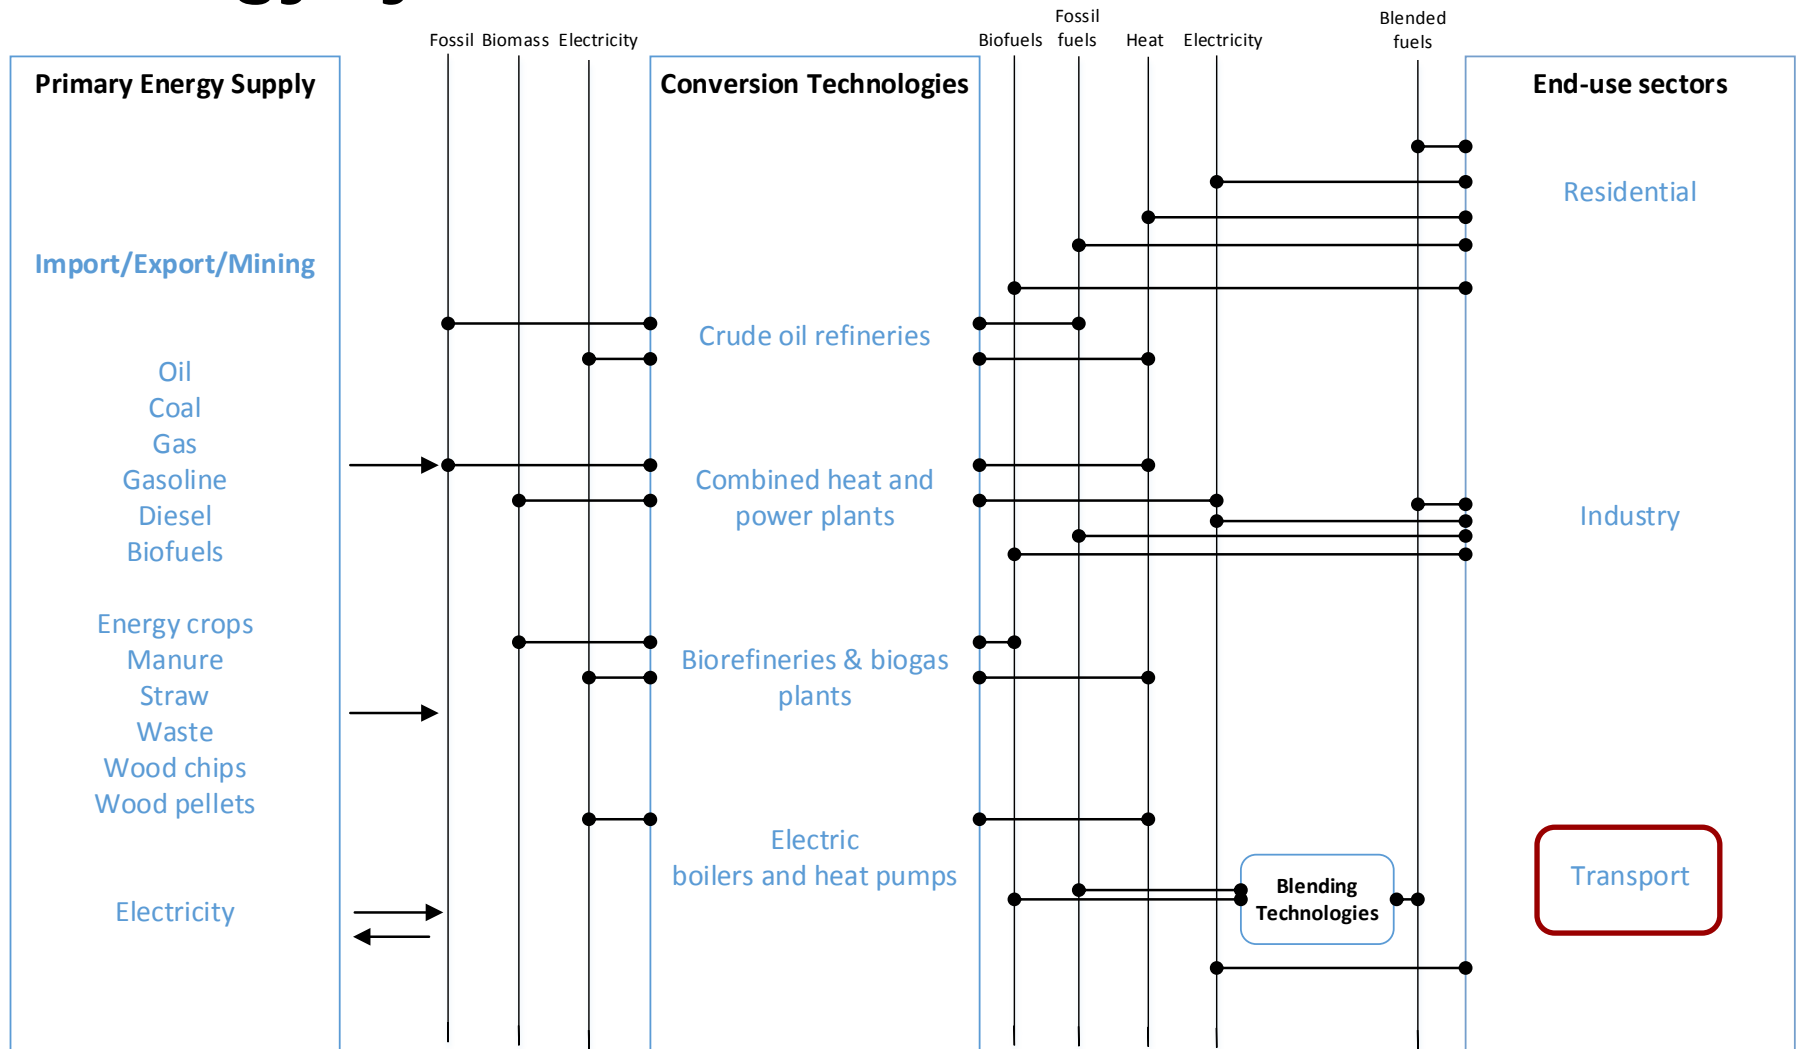 Fossil Biomass Electricity
Biofuels
Fossil
fuels
Heat Electricity
Blended
fuels
Primary Energy Supply
Import/Export/Mining
Oil
Coal
Gas
Gasoline
Diesel
Biofuels
Energy crops
Manure
Straw
Waste
Wood chips
Wood pellets
Electricity
Conversion Technologies
Crude oil refineries
Combined heat and
power plants
Biorefineries & biogas
plants
Electric
boilers and heat pumps
Blending
Technologies
End-use sectors
Residential
Industry
Transport